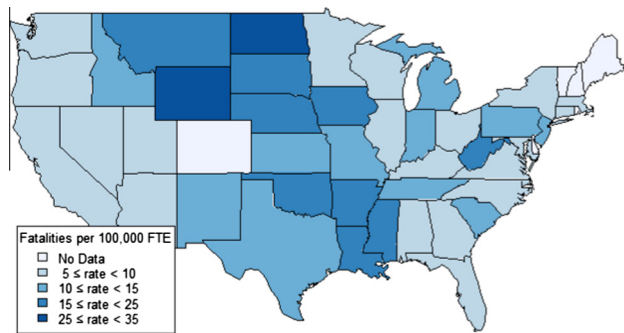 Fatalities per 100,000 FTE
No Data
5 ≤ rate < 10
10 ≤ rate < 15
15 ≤ rate < 25
25 ≤ rate < 35